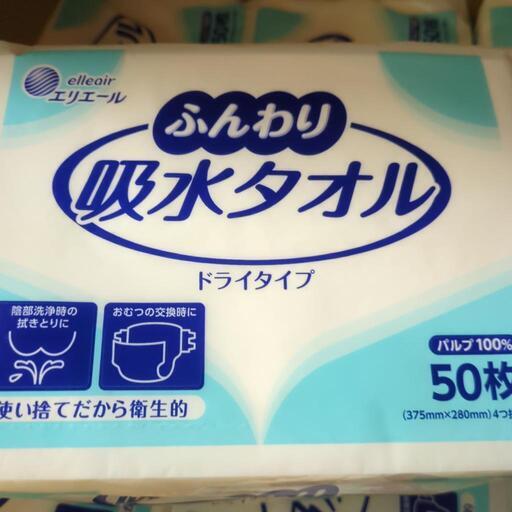 elleair
エリエール
ふんわり
吸水タオル
ドライタイプ
陰部洗浄時の
拭きとりに
おむつの交換時に
使い捨てだから衛生的
パルプ100%
50枚
(375mm×280mm)4つ折